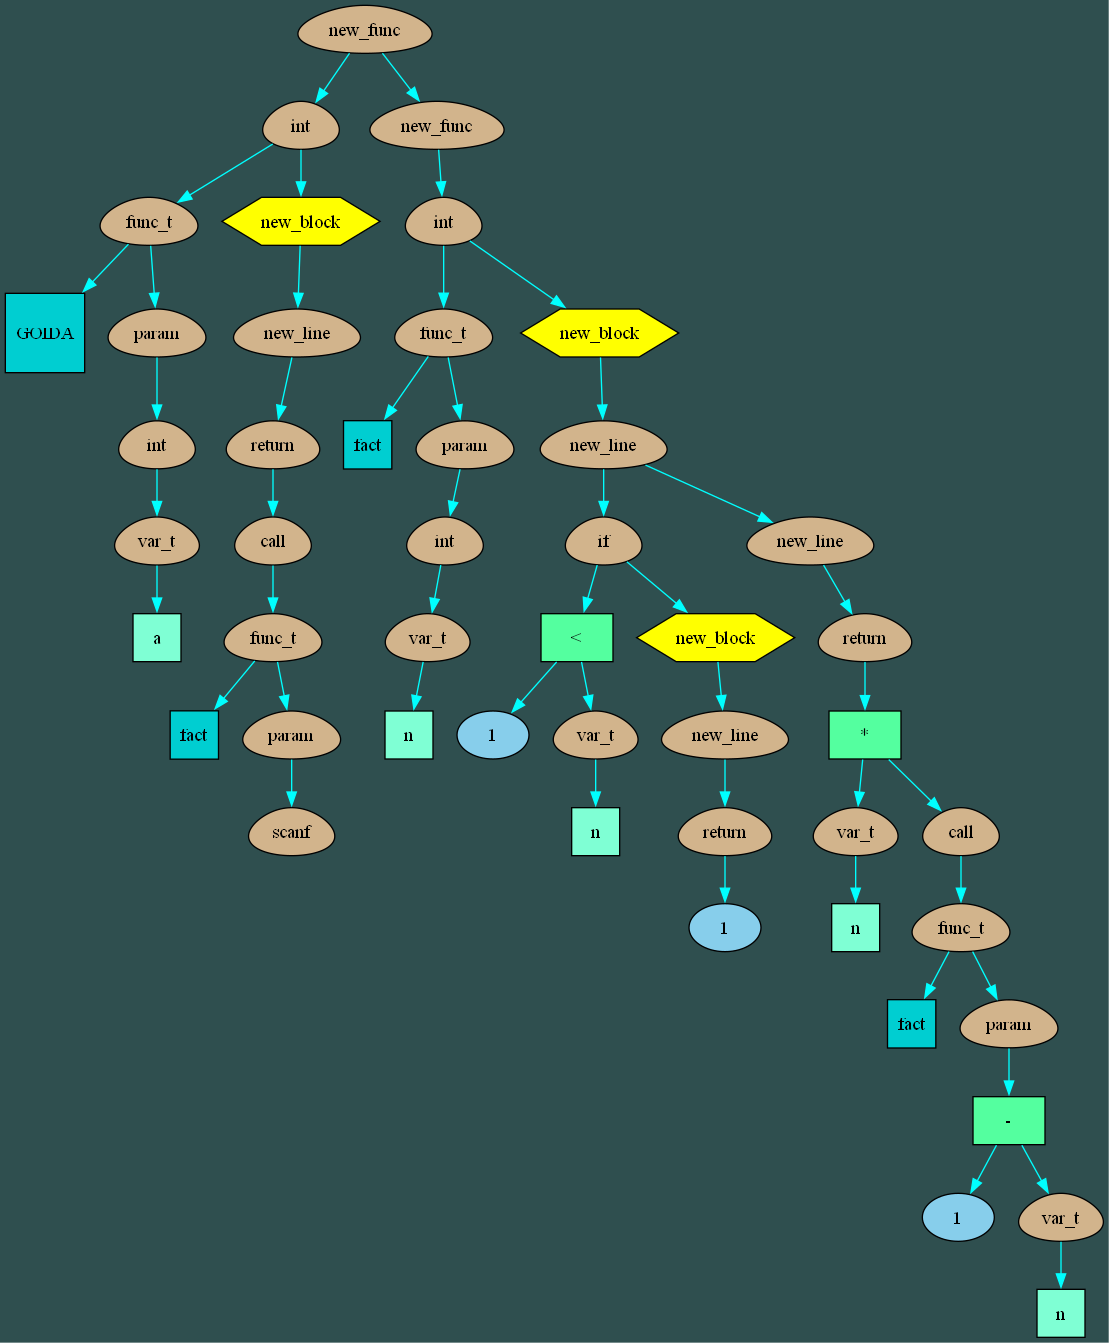 new_func
int
new_func
func_t
new_block
int
GOIDA
param
new_line
func_t
new_block
int
return
fact
param
new_line
var_t
call
int
if
new_line
a
func_t
var_t
<
new_block
return
fact
param
n
1
var_t
new_line
*
scanf
n
return
var_t
call
1
n
func_t
fact
param
-
1
var_t
n